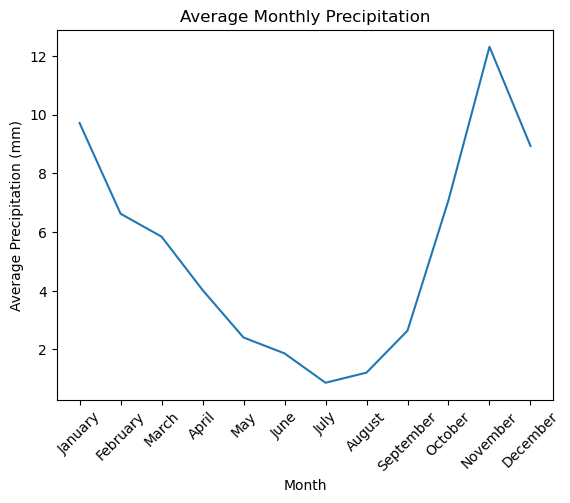 Average Monthly Precipitation
Average Precipitation (mm)
12
10
8
6
4
2
January
February
March
April
May
June
July
August
September
October
November
December
Month